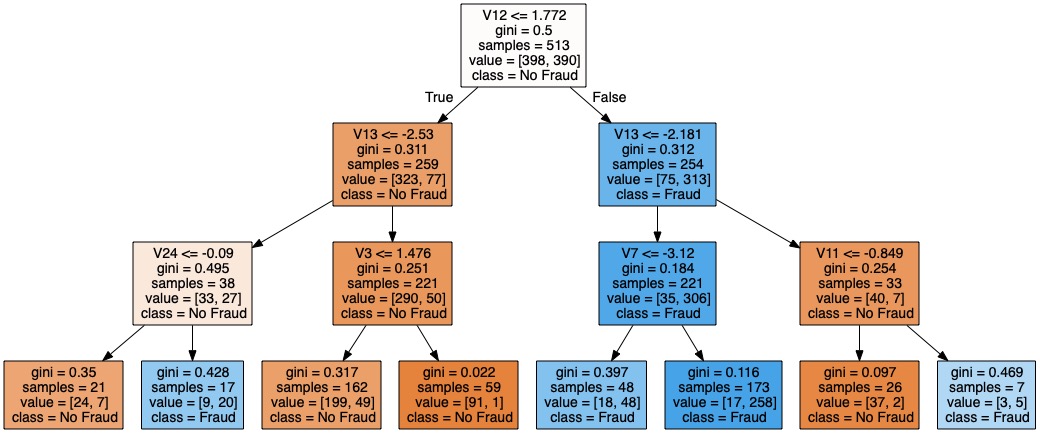 V12 <= 1.772
gini = 0.5
samples = 513
value = [398, 390]
class = No Fraud
True
False
V13 <= -2.53
gini = 0.311
samples = 259
value = [323, 77]
class = No Fraud
V13 <= -2.181
gini = 0.312
samples = 254
value = [75, 313]
class = Fraud
V24 <= -0.09
gini = 0.495
samples = 38
value = [33, 27]
class = No Fraud
V3 <= 1.476
gini = 0.251
samples = 221
value = [290, 50]
class = No Fraud
V7 <= -3.12
gini = 0.184
samples = 221
value = [35, 306]
class = Fraud
V11 <= -0.849
gini = 0.254
samples = 33
value = [40, 7]
class = No Fraud
gini = 0.35
samples = 21
value = [24, 7]
class = No Fraud
gini = 0.428
samples = 17
value = [9, 20]
class = Fraud
gini = 0.317
samples = 162
value = [199, 49]
class = No Fraud
gini = 0.022
samples = 59
value = [91, 1]
class = No Fraud
gini = 0.397
samples = 48
value = [18, 48]
class = Fraud
gini = 0.116
samples = 173
value = [17, 258]
class = Fraud
gini = 0.097
samples = 26
value = [37, 2]
class = No Fraud
gini = 0.469
samples = 7
value = [3, 5]
class = Fraud